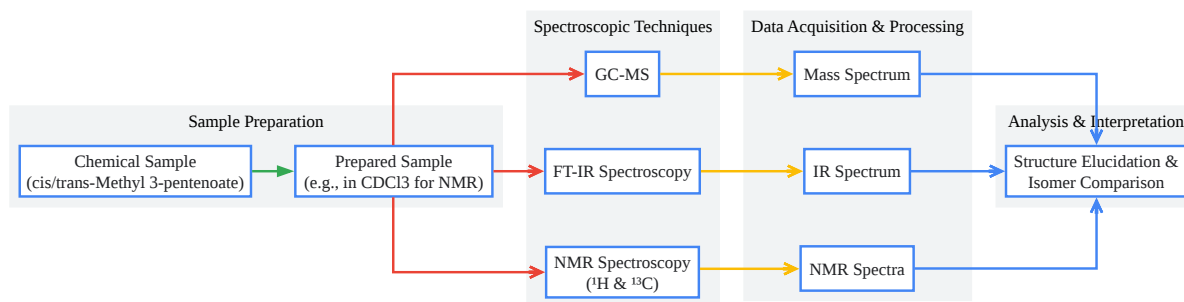 Spectroscopic Techniques
Data Acquisition & Processing
GC-MS
Mass Spectrum
Sample Preparation
Analysis & Interpretation
Chemical Sample
(cis/trans-Methyl 3-pentenoate)
Prepared Sample
(e.g., in CDCl3 for NMR)
FT-IR Spectroscopy
IR Spectrum
Structure Elucidation &
Isomer Comparison
NMR Spectroscopy
(¹H & ¹³C)
NMR Spectra